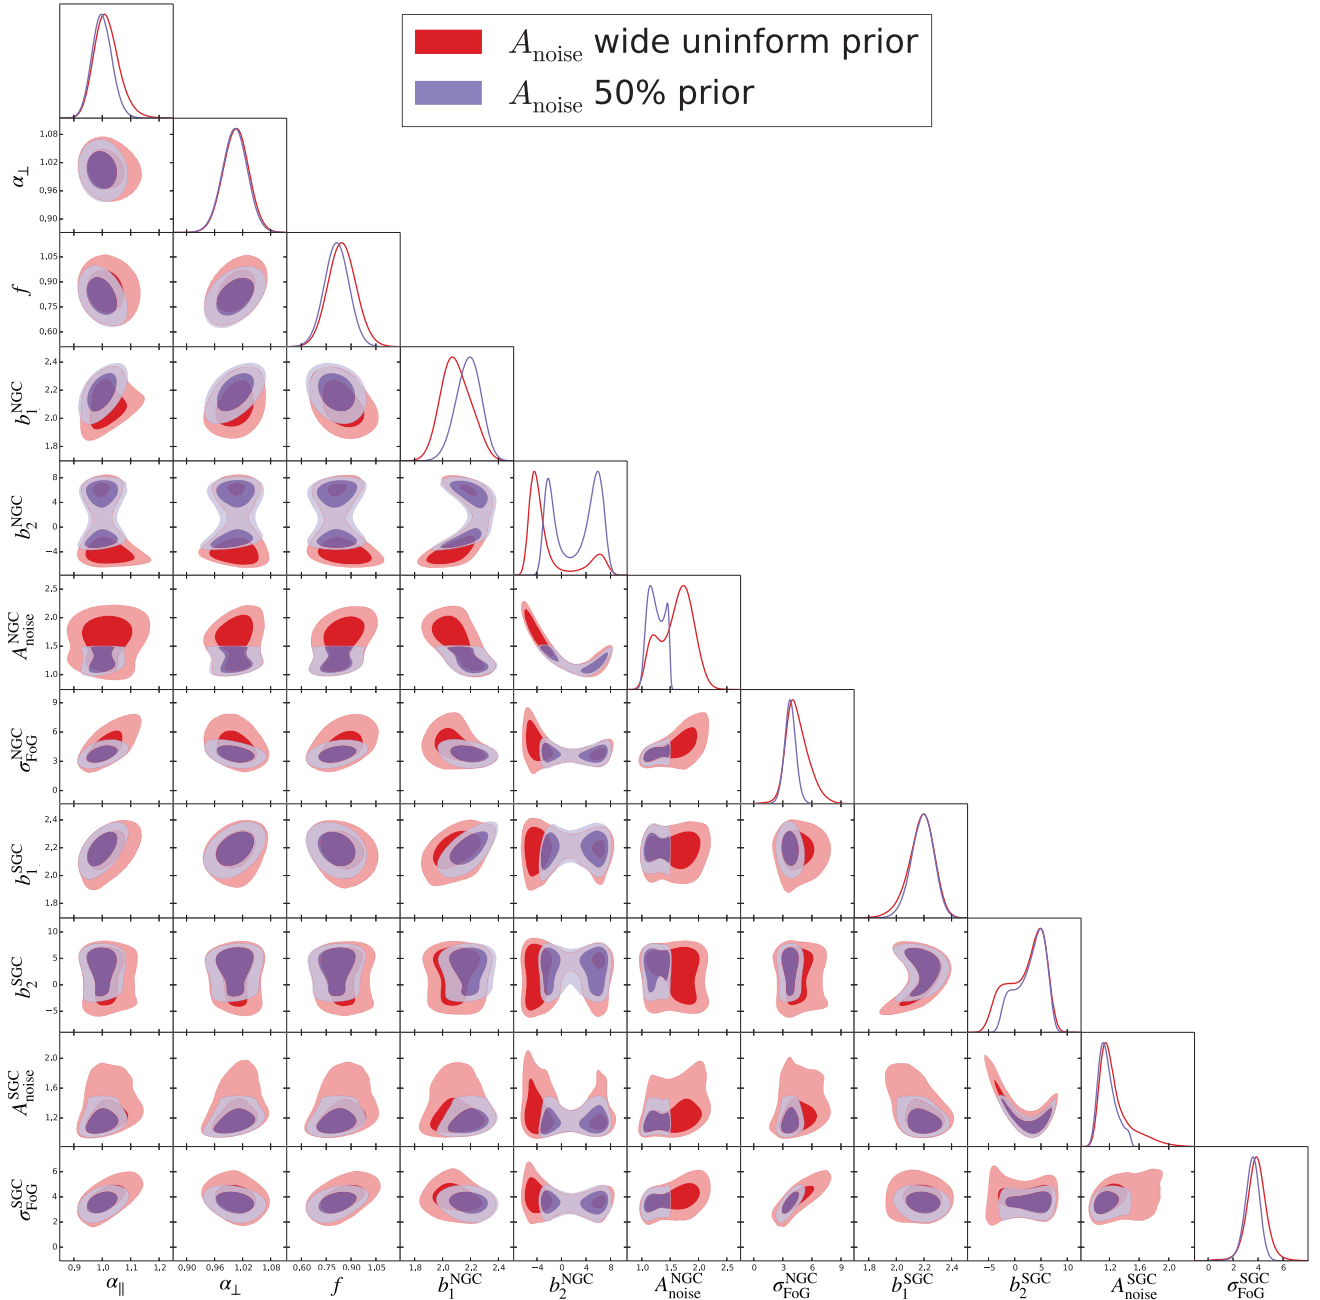 A_noise wide uninform prior
A_noise 50% prior
1.08
1.02
0.96
0.90
α_⊥
1.05
0.90
0.75
0.60
f
2.4
2.2
2.0
1.8
b_1^NGC
8
4
0
−4
b_2^NGC
2.5
2.0
1.5
1.0
A_noise^NGC
9
6
3
0
σ_FoG^NGC
2.4
2.2
2.0
1.8
b_1^SGC
10
5
0
−5
b_2^SGC
2.0
1.6
1.2
A_noise^SGC
6
4
2
0
σ_FoG^SGC
0.9 1.0 1.1 1.2 0.90 0.96 1.02 1.08 0.60 0.75 0.90 1.05 1.8 2.0 2.2 2.4 −4 0 4 8 1.0 1.5 2.0 2.5 0 3 6 9 1.8 2.0 2.2 2.4 −5 0 5 10 1.2 1.6 2.0 0 2 4 6
α_∥ α_⊥ f b_1^NGC b_2^NGC A_noise^NGC σ_FoG^NGC b_1^SGC b_2^SGC A_noise^SGC σ_FoG^SGC